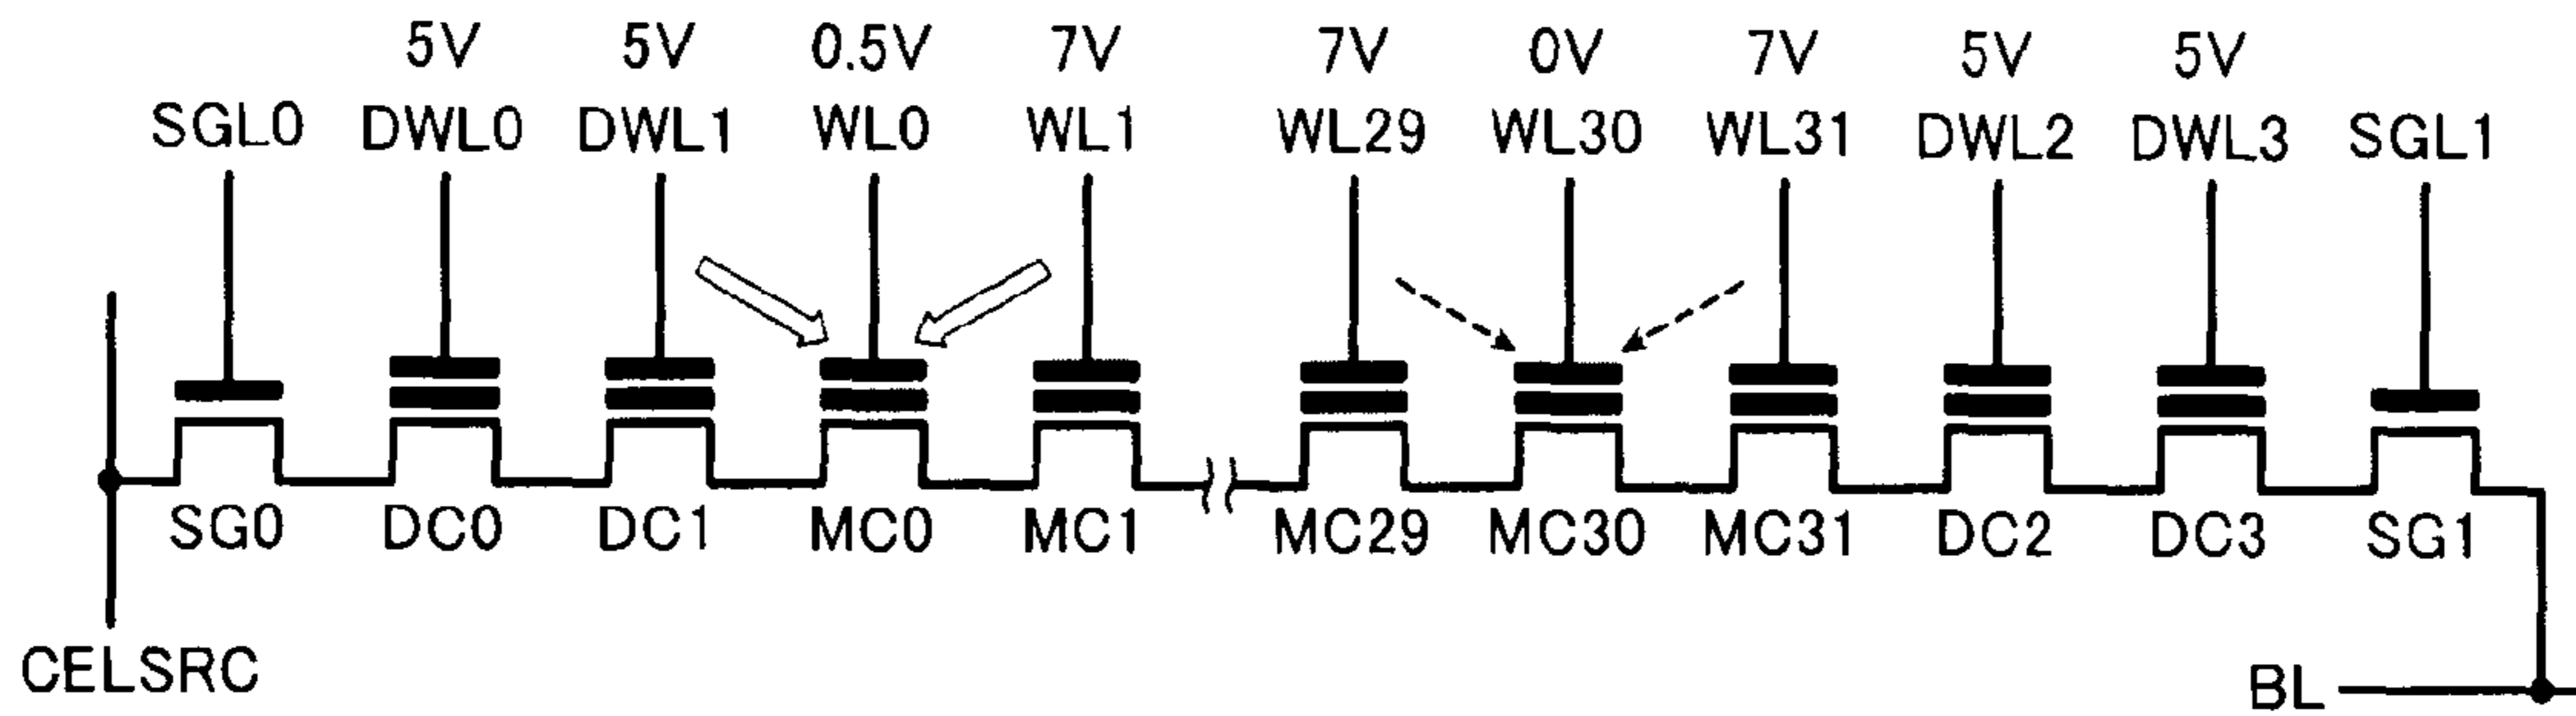 5V 5V 0.5V 7V 7V 0V 7V 5V 5V
SGL0 DWL0 DWL1 WL0 WL1 WL29 WL30 WL31 DWL2 DWL3 SGL1
SG0 DC0 DC1 MC0 MC1 MC29 MC30 MC31 DC2 DC3 SG1
CELSRC BL